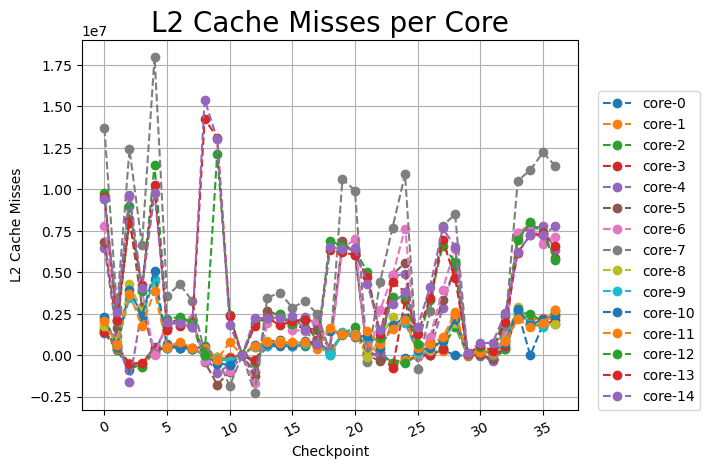 L2 Cache Misses per Core
1e7
1.75
1.50
1.25
1.00
0.75
0.50
0.25
0.00
−0.25
L2 Cache Misses
0
5
10
15
20
25
30
35
Checkpoint
core-0
core-1
core-2
core-3
core-4
core-5
core-6
core-7
core-8
core-9
core-10
core-11
core-12
core-13
core-14